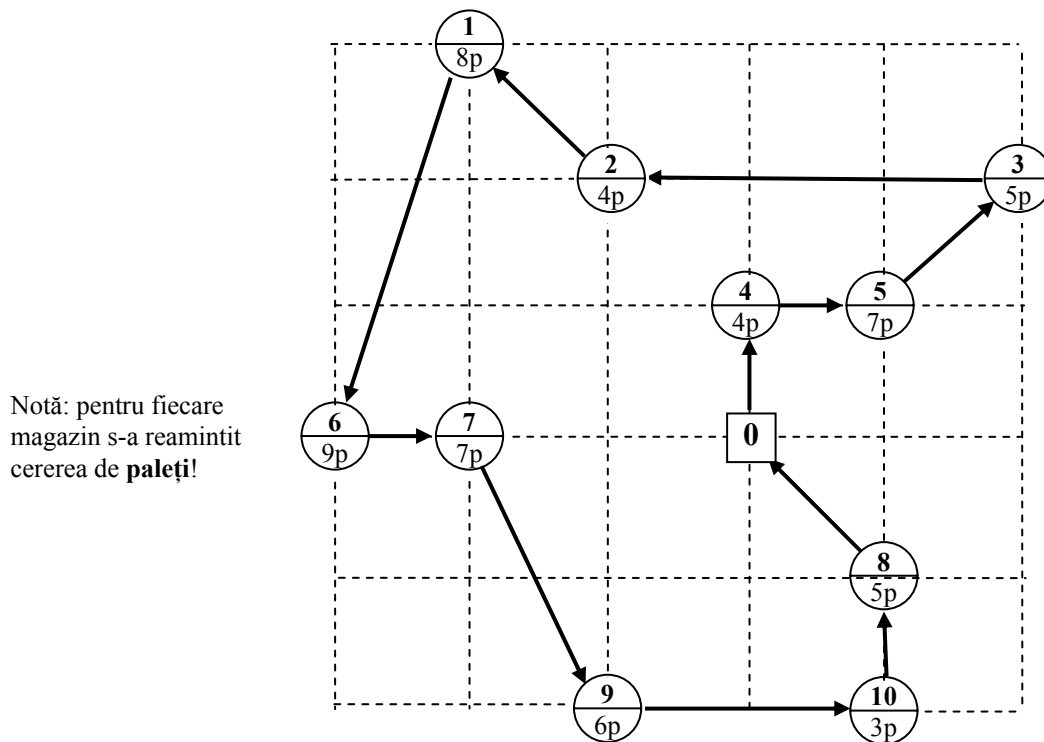 1
8p
2
4p
3
5p
4
4p
5
7p
Notă: pentru fiecare
magazin s-a reamintit
cererea de paleți!
6
9p
7
7p
0
8
5p
9
6p
10
3p